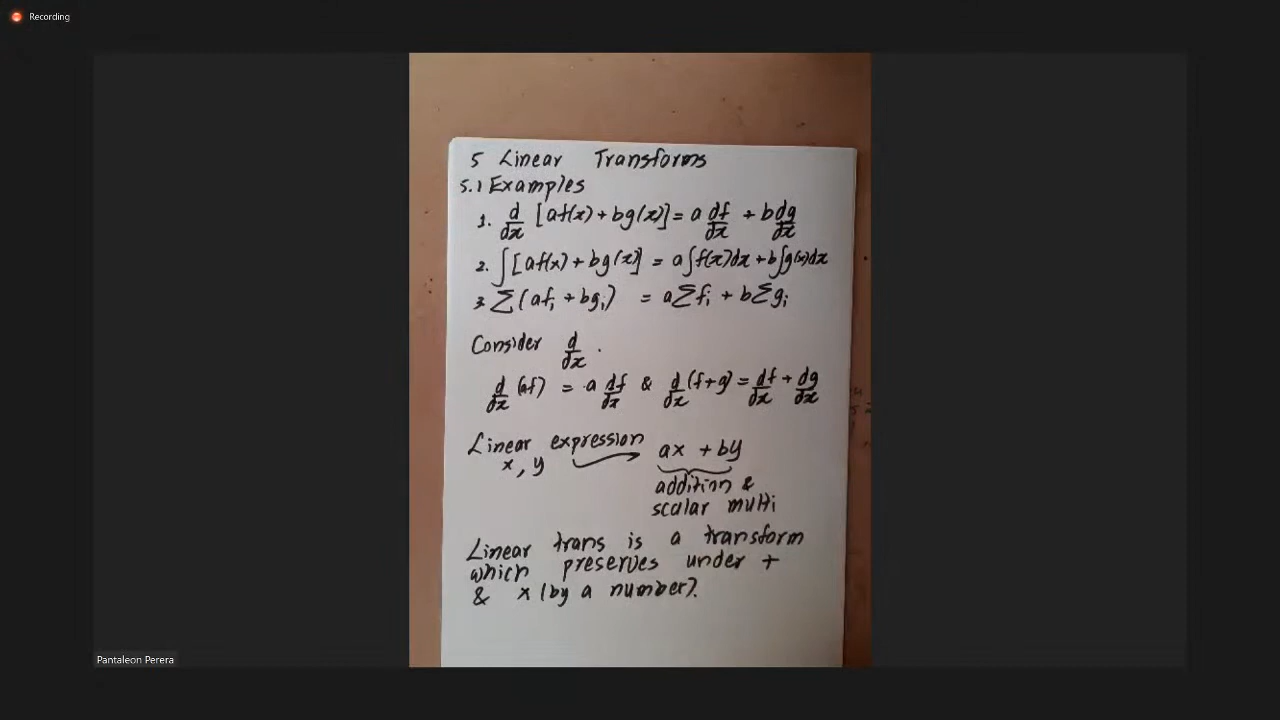 Recording
5 Linear Transforms
5.1 Examples
1. d/dx [af(x) + bg(x)] = a df/dx + b dg/dx
2. ∫[af(x) + bg(x)] = a∫f(x)dx + b∫g(x)dx
3. Σ(afᵢ + bgᵢ) = aΣfᵢ + bΣgᵢ
Consider d/dx .
d/dx (af) = a df/dx & d/dx (f+g) = df/dx + dg/dx
Linear expression ax + by
x, y
addition &
scalar multi
Linear trans is a transform
which preserves under +
& x (by a number).
Pantaleon Perera